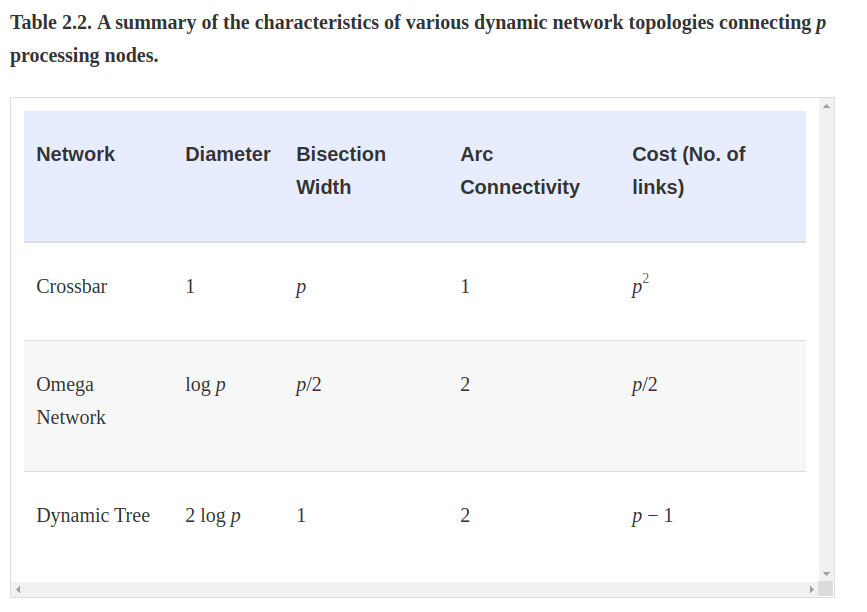 Table 2.2. A summary of the characteristics of various dynamic network topologies connecting p
processing nodes.
Network Diameter Bisection Width Arc Connectivity Cost (No. of links)
Crossbar 1 p 1 p²
Omega Network log p p/2 2 p/2
Dynamic Tree 2 log p 1 2 p − 1